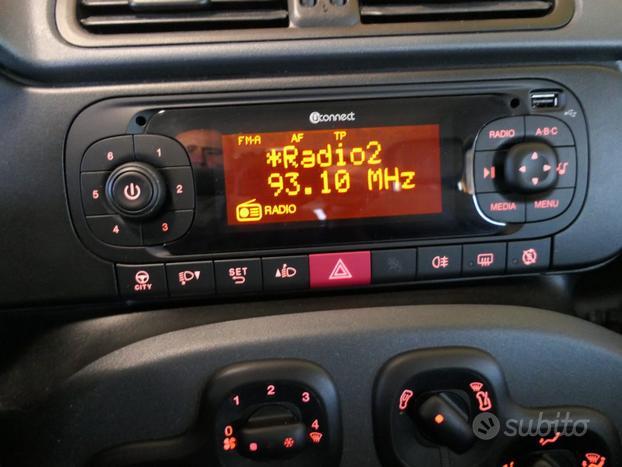 Uconnect
FM-A AF TP
*Radio2
93.10 MHz
RADIO
6 1
5 2
4 3
RADIO A-B-C
MEDIA MENU
CITY
SET
0 1 2 3 4
subito